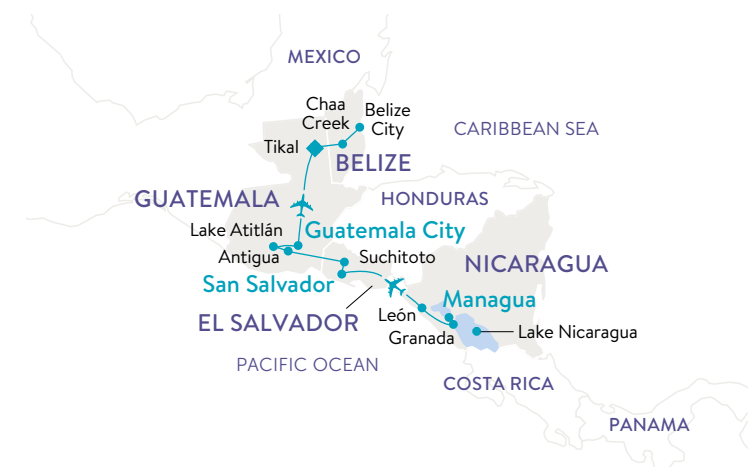 MEXICO
Chaa
Creek
Belize
City
CARIBBEAN SEA
Tikal
BELIZE
GUATEMALA
HONDURAS
Lake Atitlán
Guatemala City
Antigua
Suchitoto
NICARAGUA
San Salvador
Managua
EL SALVADOR
León
Granada
Lake Nicaragua
PACIFIC OCEAN
COSTA RICA
PANAMA